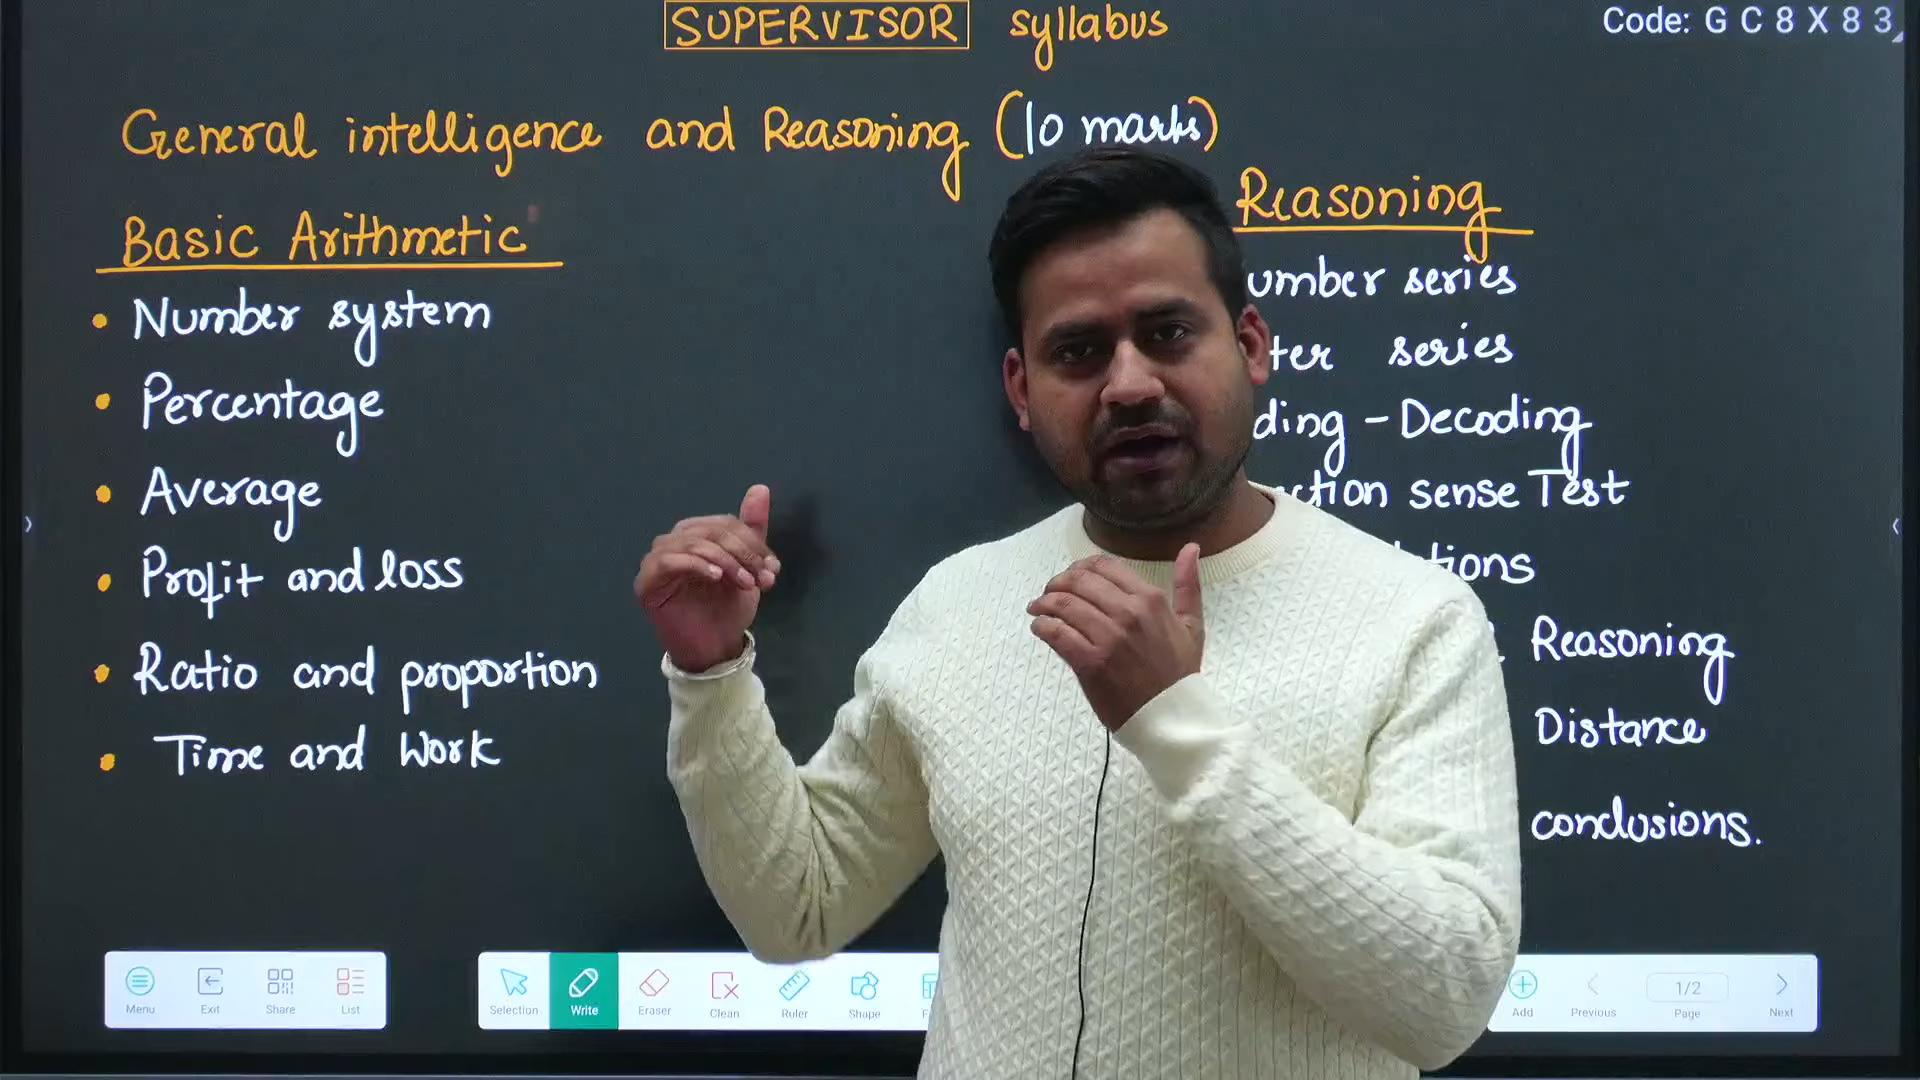 SUPERVISOR syllabus
Code: G C 8 X 8 3
General intelligence and Reasoning (10 marks)
Basic Arithmetic
• Number system
• Percentage
• Average
• Profit and loss
• Ratio and proportion
• Time and Work
Reasoning
umber series
ter series
ding - Decoding
ction sense Test
tions
Reasoning
Distance
conclusions.
Menu
Exit
Share
List
Selection
Write
Eraser
Clean
Ruler
Shape
Add
Previous
1/2
Page
Next